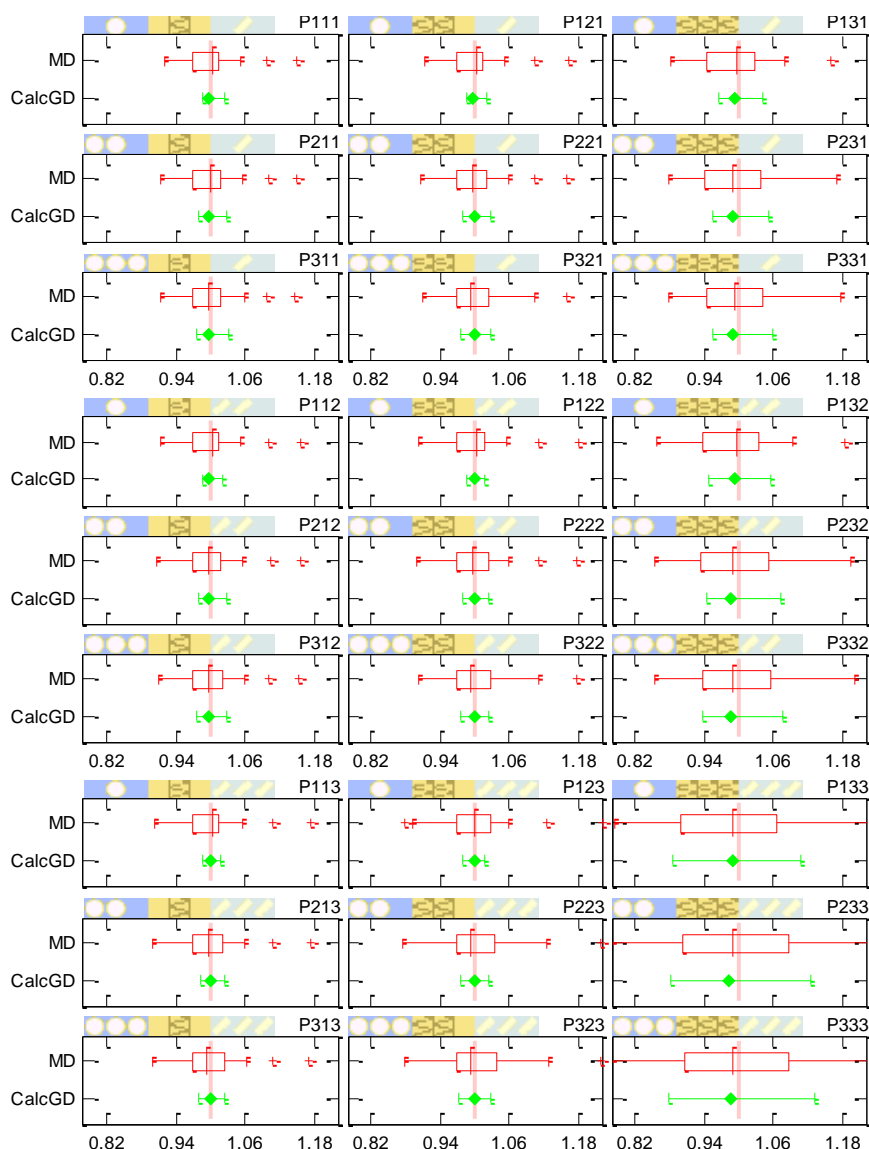 P111 P121 P131
MD
CalcGD
P211 P221 P231
MD
CalcGD
P311 P321 P331
MD
CalcGD
0.82 0.94 1.06 1.18 0.82 0.94 1.06 1.18 0.82 0.94 1.06 1.18
P112 P122 P132
MD
CalcGD
P212 P222 P232
MD
CalcGD
P312 P322 P332
MD
CalcGD
0.82 0.94 1.06 1.18 0.82 0.94 1.06 1.18 0.82 0.94 1.06 1.18
P113 P123 P133
MD
CalcGD
P213 P223 P233
MD
CalcGD
P313 P323 P333
MD
CalcGD
0.82 0.94 1.06 1.18 0.82 0.94 1.06 1.18 0.82 0.94 1.06 1.18